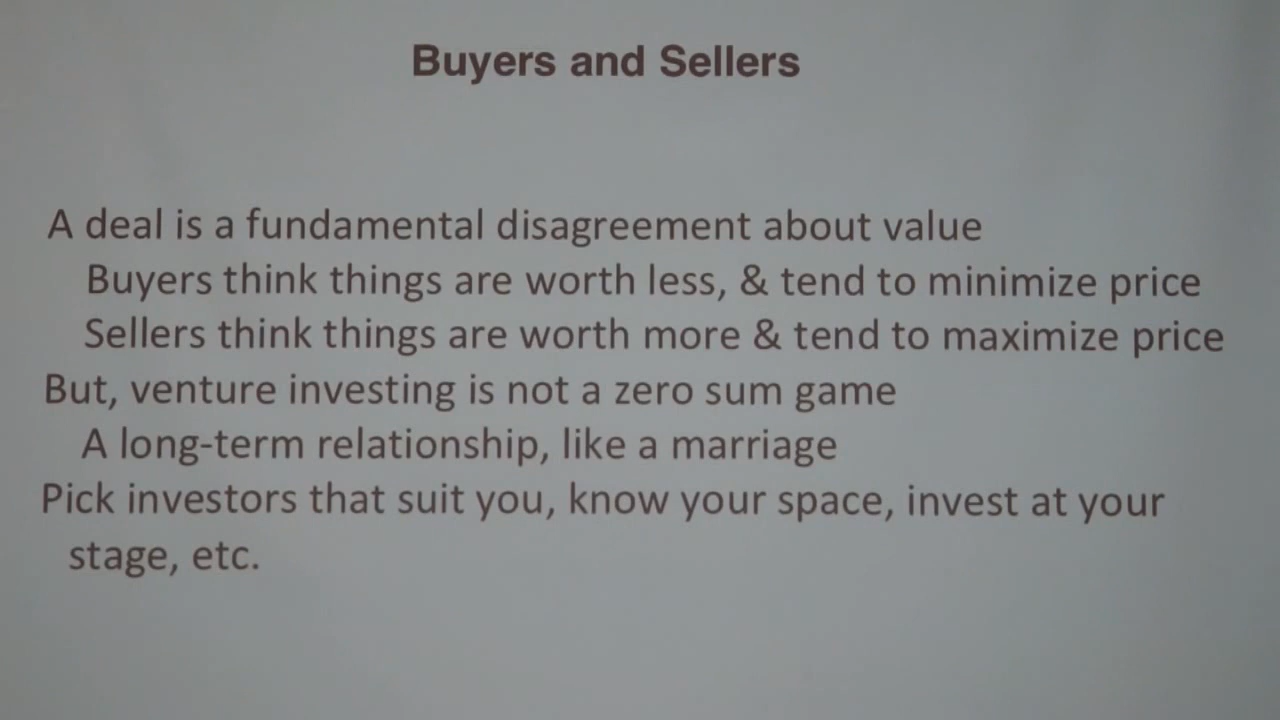 Buyers and Sellers
A deal is a fundamental disagreement about value
Buyers think things are worth less, & tend to minimize price
Sellers think things are worth more & tend to maximize price
But, venture investing is not a zero sum game
A long-term relationship, like a marriage
Pick investors that suit you, know your space, invest at your
stage, etc.